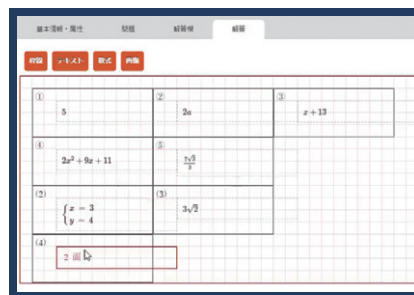 基本情報・属性 問題 解答欄 解答
枠線 テキスト 数式 画像
① 5 ② 2a ③ x + 13
④ 2x² + 9x + 11 ⑤
(2) { x = 3 (3) 3√2
y = 4
(4) 2